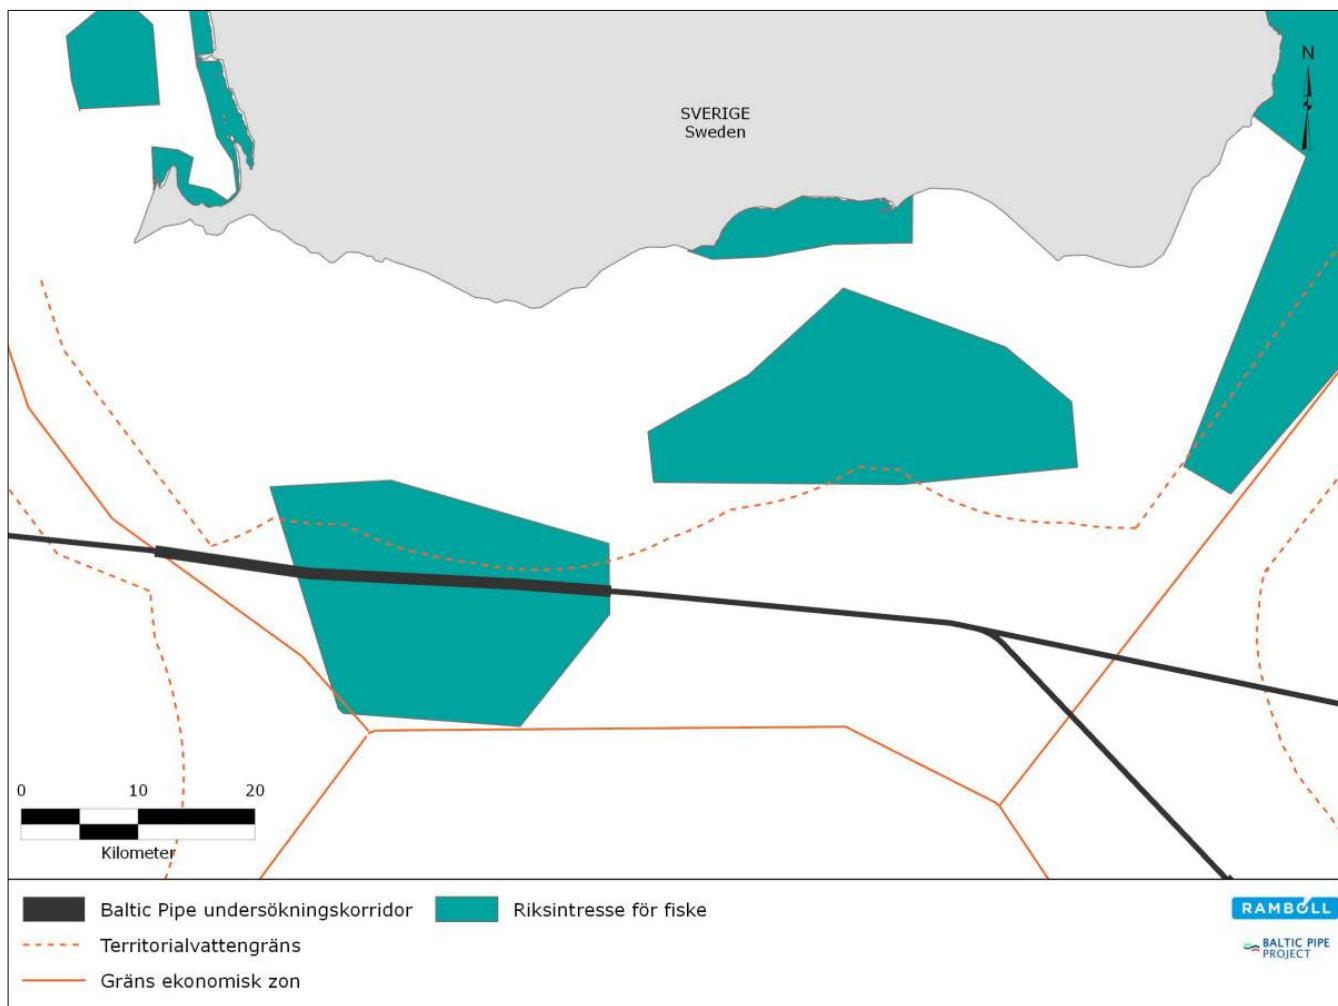 N
SVERIGE
Sweden
0 10 20
Kilometer
Baltic Pipe undersökningskorridor
Riksintresse för fiske
Territorialvattengräns
Gräns ekonomisk zon
RAMBOLL
BALTIC PIPE
PROJECT